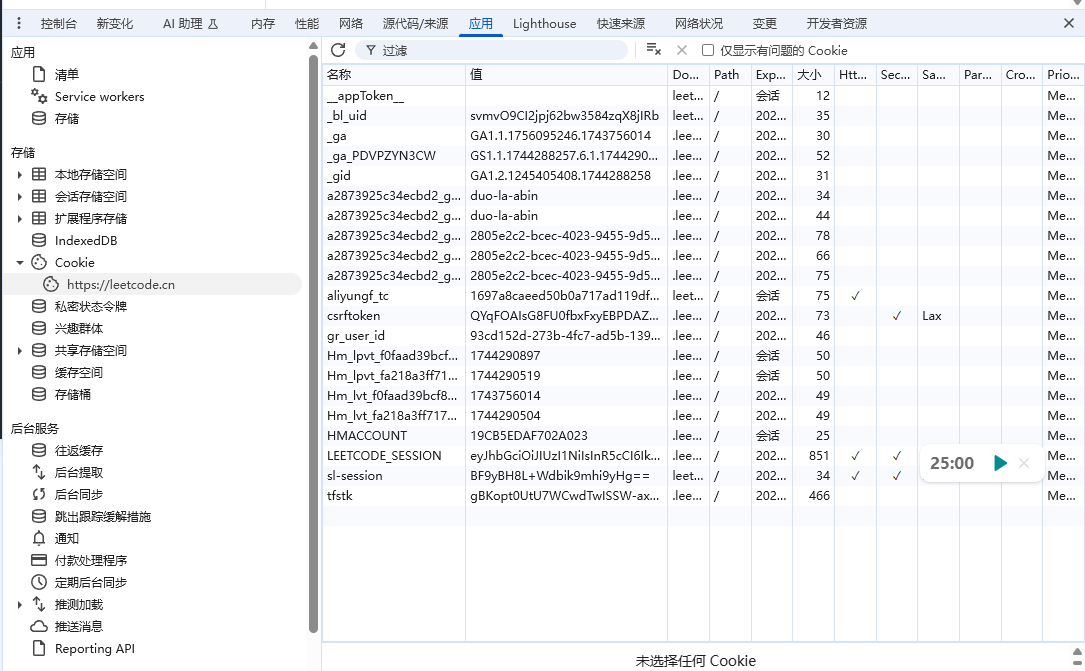 控制台 新变化 AI 助理 内存 性能 网络 源代码/来源 应用 Lighthouse 快速来源 网络状况 变更 开发者资源
应用
清单
Service workers
存储
存储
本地存储空间
会话存储空间
扩展程序存储
IndexedDB
Cookie
https://leetcode.cn
私密状态令牌
兴趣群体
共享存储空间
缓存空间
存储桶
后台服务
往返缓存
后台提取
后台同步
跳出跟踪缓解措施
通知
付款处理程序
定期后台同步
推测加载
推送消息
Reporting API
过滤 仅显示有问题的 Cookie
名称 值 Do... Path Exp... 大小 Htt... Sec... Sa... Par... Cro... Prio...
__appToken__ leet... / 会话 12 Me...
_bl_uid svmvO9CI2jpj62bw3584zqX8jIRb leet... / 202... 35 Me...
_ga GA1.1.1756095246.1743756014 .lee... / 202... 30 Me...
_ga_PDVPZYN3CW GS1.1.1744288257.6.1.1744290... .lee... / 202... 52 Me...
_gid GA1.2.1245405408.1744288258 .lee... / 202... 31 Me...
a2873925c34ecbd2_g... duo-la-abin .lee... / 202... 34 Me...
a2873925c34ecbd2_g... duo-la-abin .lee... / 202... 44 Me...
a2873925c34ecbd2_g... 2805e2c2-bcec-4023-9455-9d5... .lee... / 202... 78 Me...
a2873925c34ecbd2_g... 2805e2c2-bcec-4023-9455-9d5... .lee... / 202... 66 Me...
a2873925c34ecbd2_g... 2805e2c2-bcec-4023-9455-9d5... .lee... / 202... 75 Me...
aliyungf_tc 1697a8caeed50b0a717ad119df... leet... / 会话 75 ✓ Me...
csrftoken QYqFOAIsG8FU0fbxFxyEBPDAZ... .lee... / 202... 73 ✓ Lax Me...
gr_user_id 93cd152d-273b-4fc7-ad5b-139... .lee... / 202... 46 Me...
Hm_lpvt_f0faad39bcf... 1744290897 .lee... / 会话 50 Me...
Hm_lpvt_fa218a3ff71... 1744290519 .lee... / 会话 50 Me...
Hm_lvt_f0faad39bcf8... 1743756014 .lee... / 202... 49 Me...
Hm_lvt_fa218a3ff717... 1744290504 .lee... / 202... 49 Me...
HMACCOUNT 19CB5EDAF702A023 .lee... / 会话 25 Me...
LEETCODE_SESSION eyJhbGciOiJIUzI1NiIsInR5cCI6Ik... .lee... / 202... 851 ✓ ✓ Me...
25:00
sl-session BF9yBH8L+Wdbik9mhi9yHg== leet... / 202... 34 ✓ ✓ Me...
tfstk gBKopt0UtU7WCwdTwISSW-ax... .lee... / 202... 466 Me...
未选择任何 Cookie